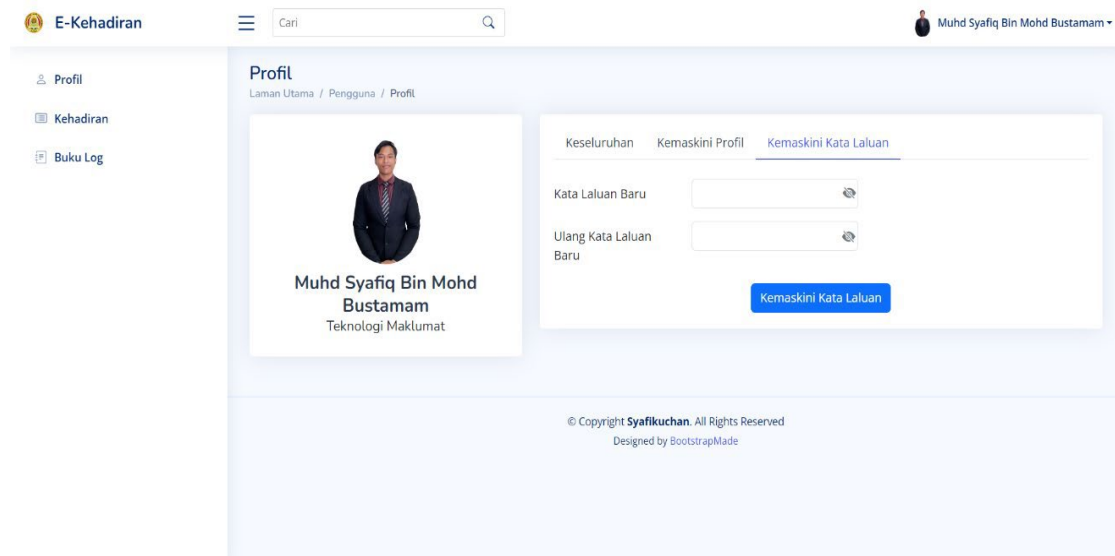 E-Kehadiran
Cari
Muhd Syafiq Bin Mohd Bustamam
Profil
Kehadiran
Buku Log
Profil
Laman Utama / Pengguna / Profil
Muhd Syafiq Bin Mohd
Bustamam
Teknologi Maklumat
Keseluruhan Kemaskini Profil Kemaskini Kata Laluan
Kata Laluan Baru
Ulang Kata Laluan
Baru
Kemaskini Kata Laluan
© Copyright Syafikuchan. All Rights Reserved
Designed by BootstrapMade